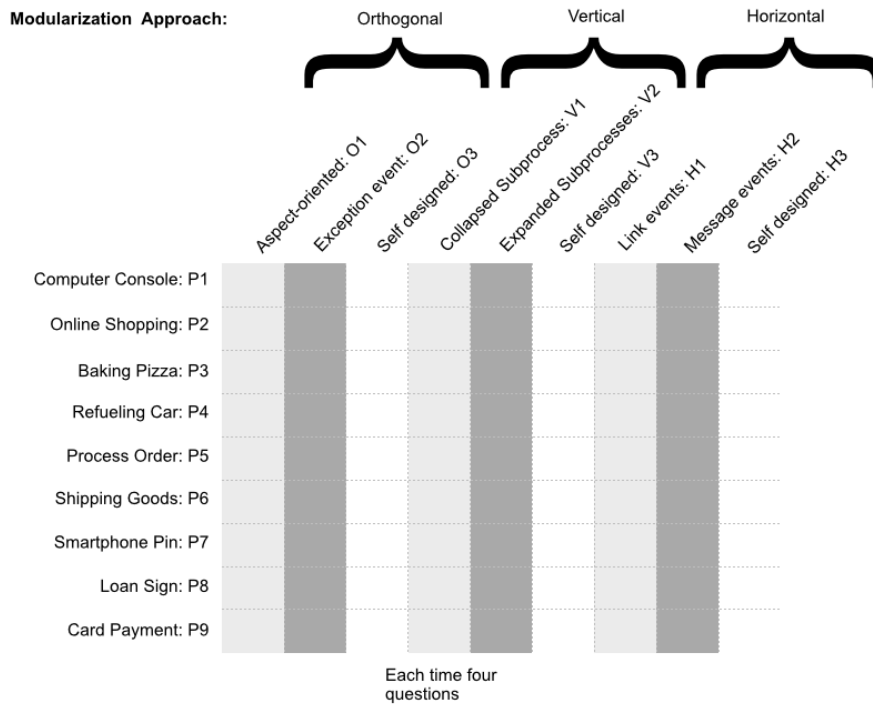 Modularization Approach:
Orthogonal
Vertical
Horizontal
Aspect-oriented: O1
Exception event: O2
Self designed: O3
Collapsed Subprocess: V1
Expanded Subprocesses: V2
Self designed: V3
Link events: H1
Message events: H2
Self designed: H3
Computer Console: P1
Online Shopping: P2
Baking Pizza: P3
Refueling Car: P4
Process Order: P5
Shipping Goods: P6
Smartphone Pin: P7
Loan Sign: P8
Card Payment: P9
Each time four
questions